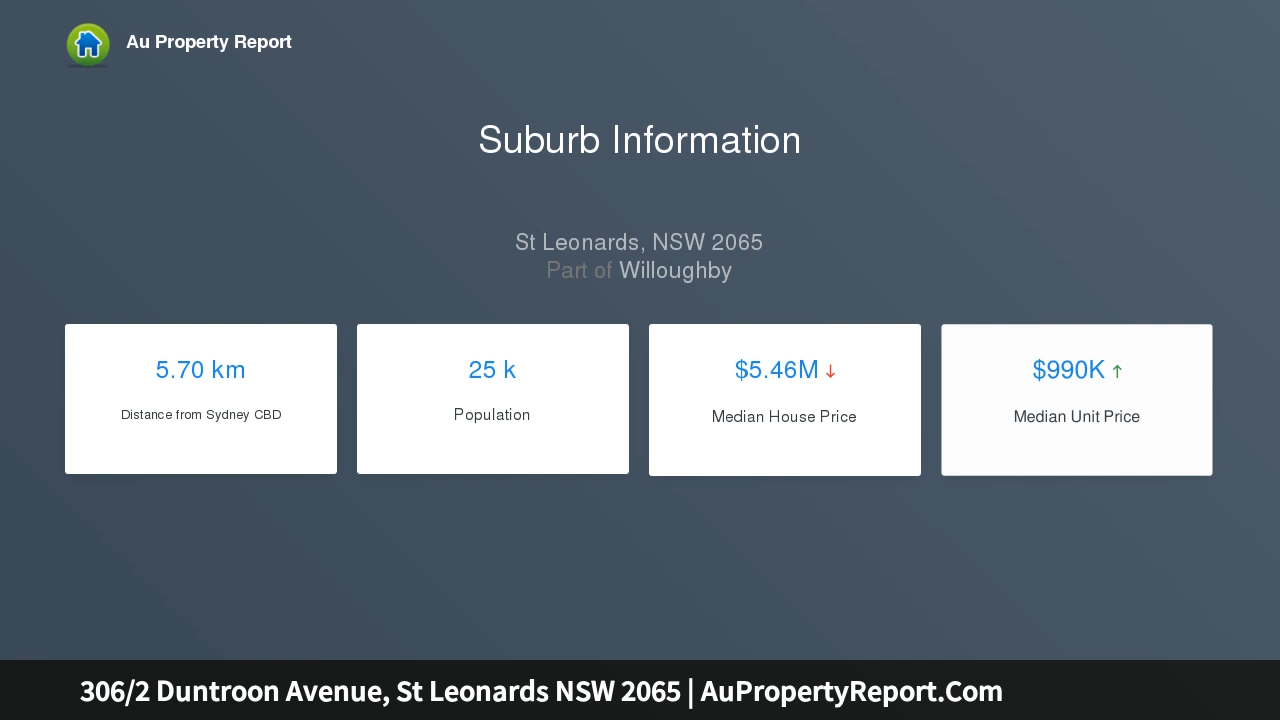 Au Property Report
Suburb Information
St Leonards, NSW 2065
Part of Willoughby
5.70 km
Distance from Sydney CBD
25 k
Population
$5.46M ↓
Median House Price
$990K ↑
Median Unit Price
306/2 Duntroon Avenue, St Leonards NSW 2065 | AuPropertyReport.Com